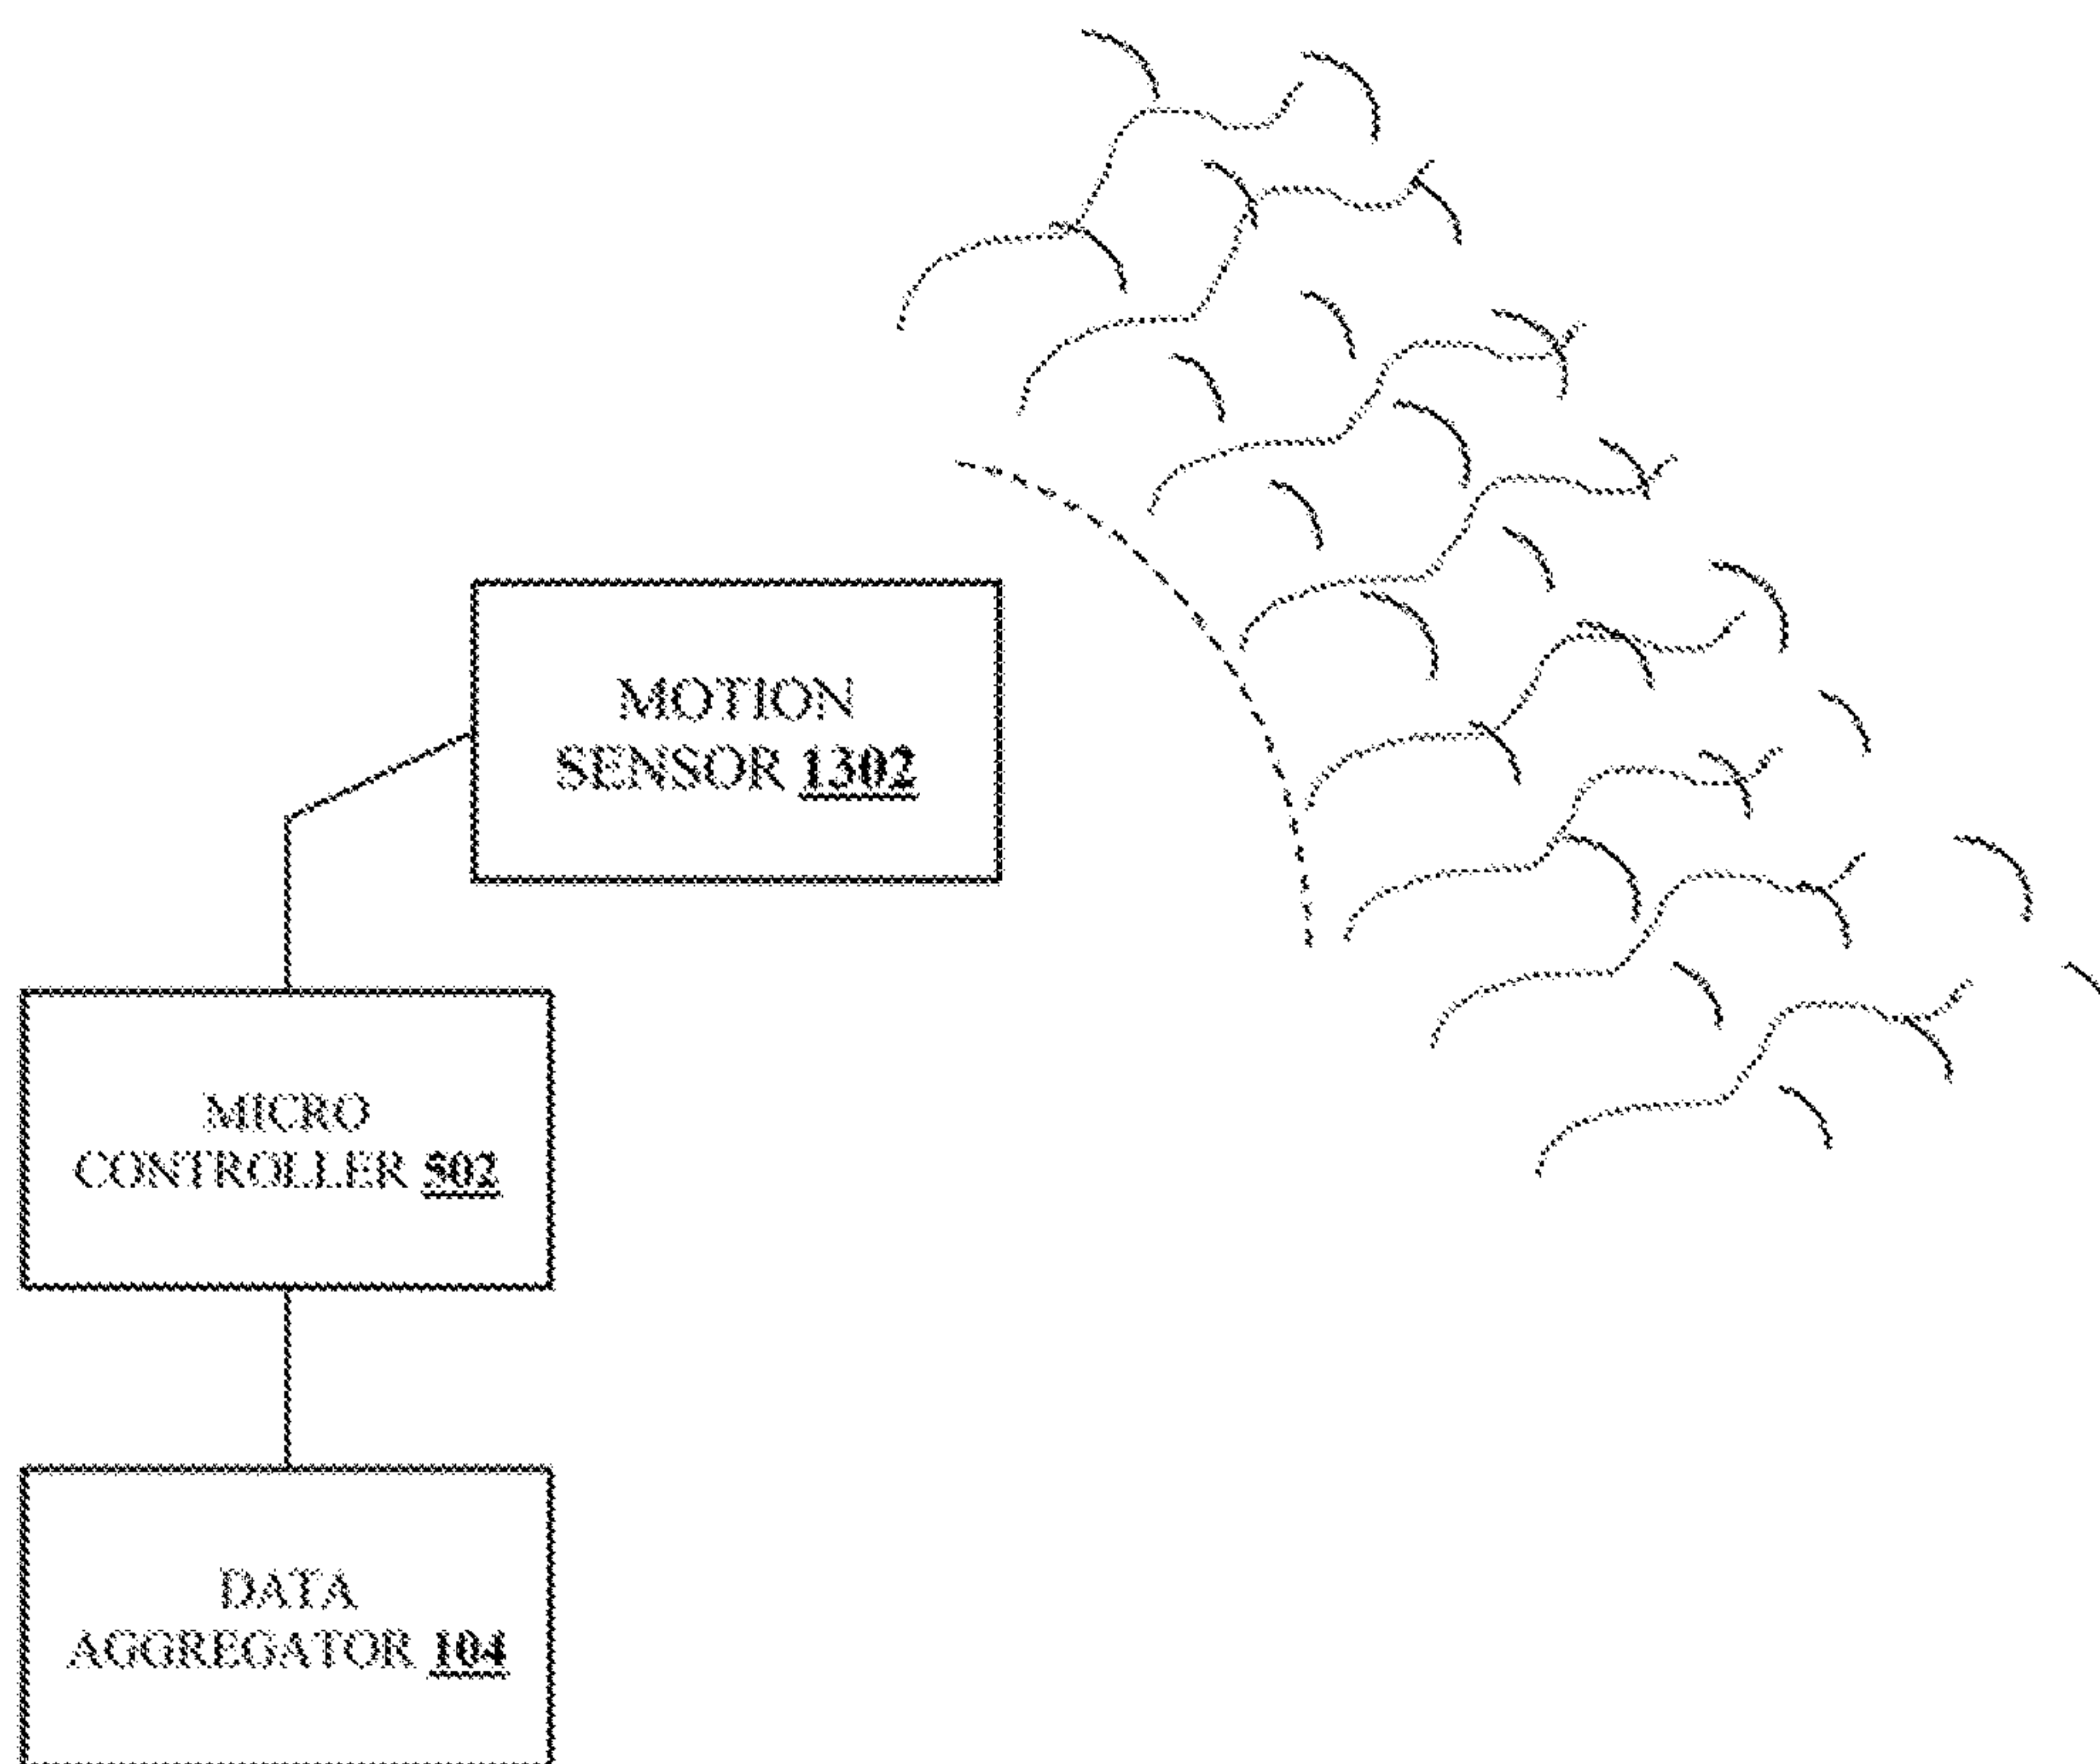 MOTION
SENSOR 1302
MICRO
CONTROLLER 502
DATA
AGGREGATOR 104